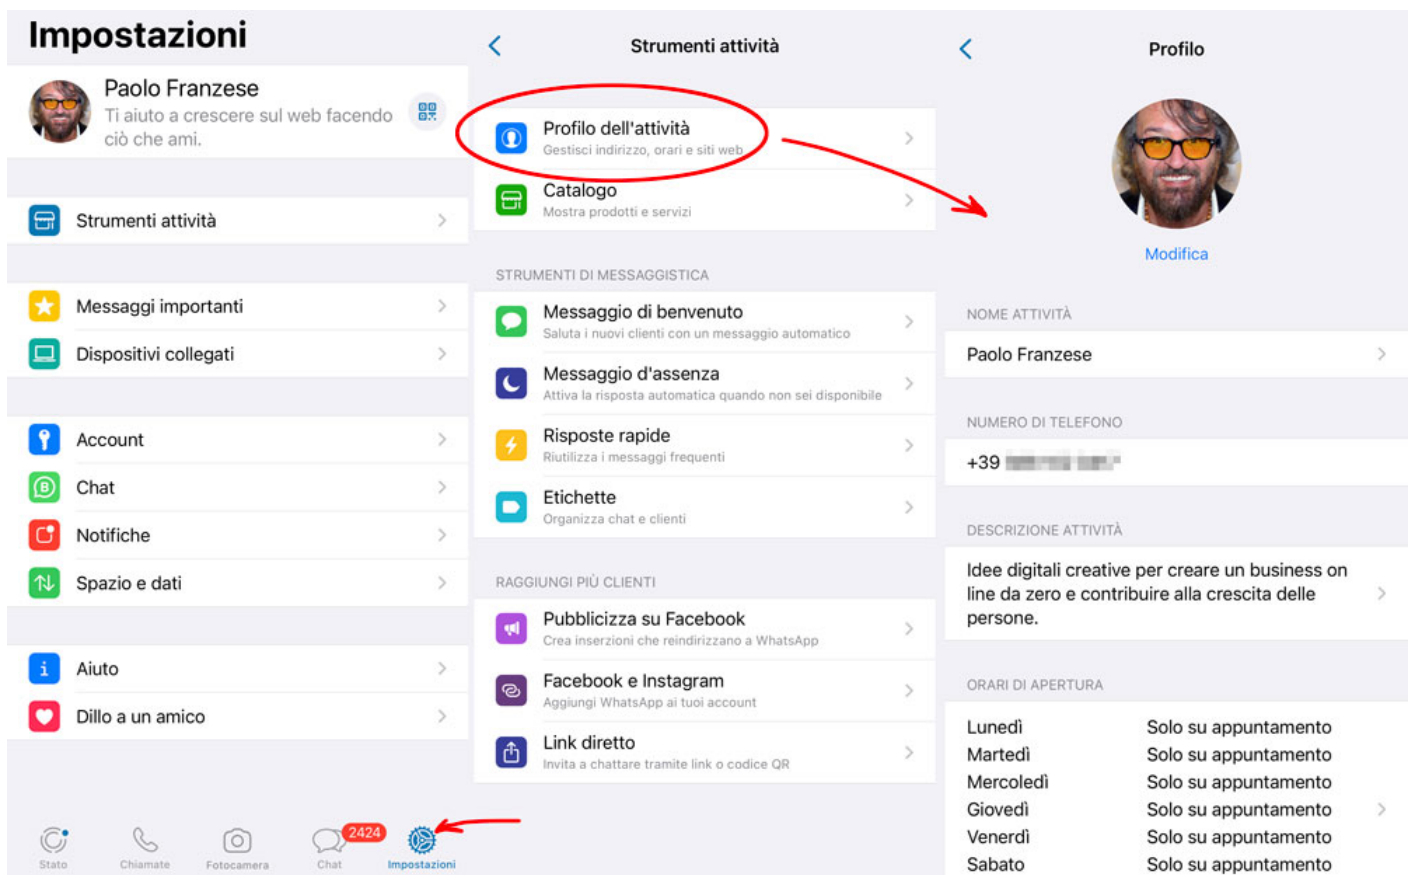 Impostazioni
Paolo Franzese
Ti aiuto a crescere sul web facendo
ciò che ami.
Strumenti attività
Messaggi importanti
Dispositivi collegati
Account
Chat
Notifiche
Spazio e dati
Aiuto
Dillo a un amico
Stato
Chiamate
Fotocamera
2424
Chat
Impostazioni
Strumenti attività
Profilo dell'attività
Gestisci indirizzo, orari e siti web
Catalogo
Mostra prodotti e servizi
STRUMENTI DI MESSAGGISTICA
Messaggio di benvenuto
Saluta i nuovi clienti con un messaggio automatico
Messaggio d'assenza
Attiva la risposta automatica quando non sei disponibile
Risposte rapide
Riutilizza i messaggi frequenti
Etichette
Organizza chat e clienti
RAGGIUNGI PIÙ CLIENTI
Pubblicizza su Facebook
Crea inserzioni che reindirizzano a WhatsApp
Facebook e Instagram
Aggiungi WhatsApp ai tuoi account
Link diretto
Invita a chattare tramite link o codice QR
Profilo
Modifica
NOME ATTIVITÀ
Paolo Franzese
NUMERO DI TELEFONO
+39
DESCRIZIONE ATTIVITÀ
Idee digitali creative per creare un business on
line da zero e contribuire alla crescita delle
persone.
ORARI DI APERTURA
Lunedì Solo su appuntamento
Martedì Solo su appuntamento
Mercoledì Solo su appuntamento
Giovedì Solo su appuntamento
Venerdì Solo su appuntamento
Sabato Solo su appuntamento